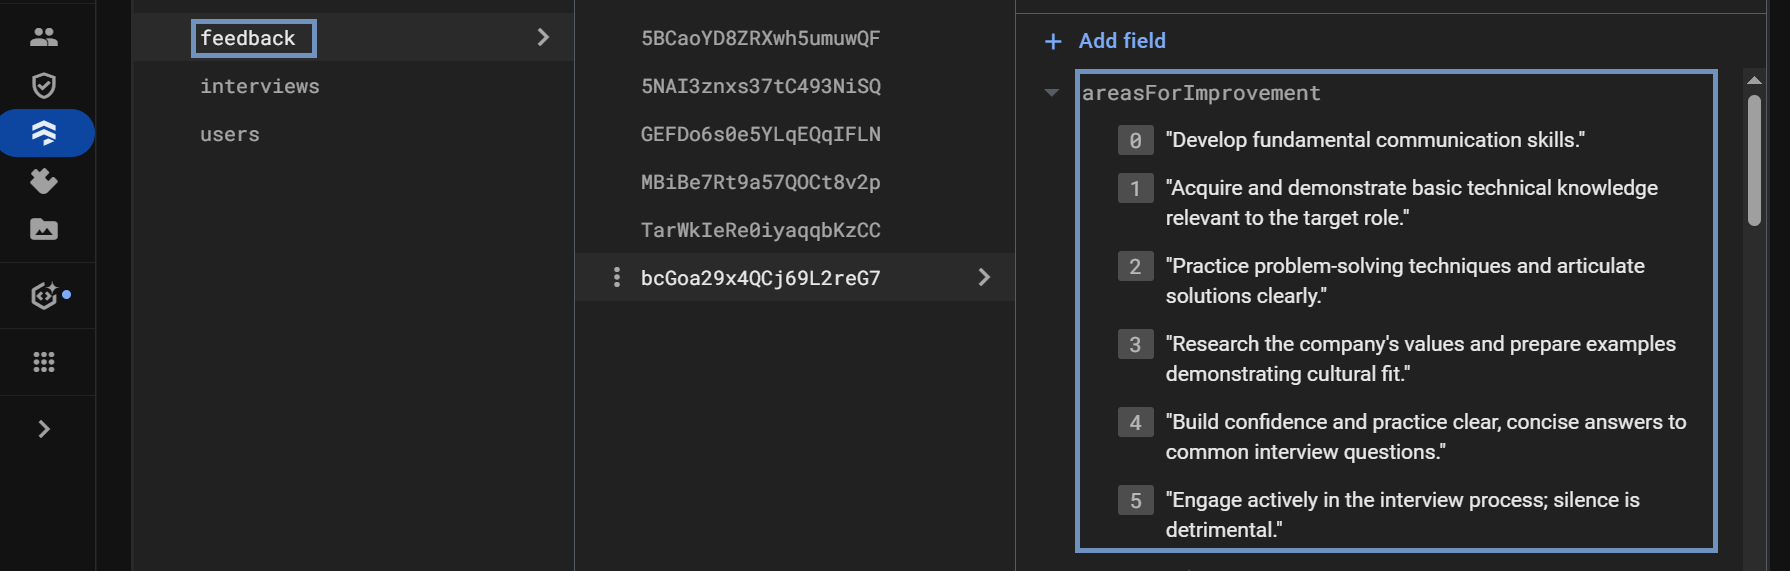 feedback
interviews
users
5BCaoYD8ZRXwh5umuwQF
5NAI3znxs37tC493NiSQ
GEFDo6s0e5YLqEQqIFLN
MBiBe7Rt9a57QOCt8v2p
TarWkIeRe0iyaqqbKzCC
bcGoa29x4QCj69L2reG7
+ Add field
areasForImprovement
0 "Develop fundamental communication skills."
1 "Acquire and demonstrate basic technical knowledge
relevant to the target role."
2 "Practice problem-solving techniques and articulate
solutions clearly."
3 "Research the company's values and prepare examples
demonstrating cultural fit."
4 "Build confidence and practice clear, concise answers to
common interview questions."
5 "Engage actively in the interview process; silence is
detrimental."